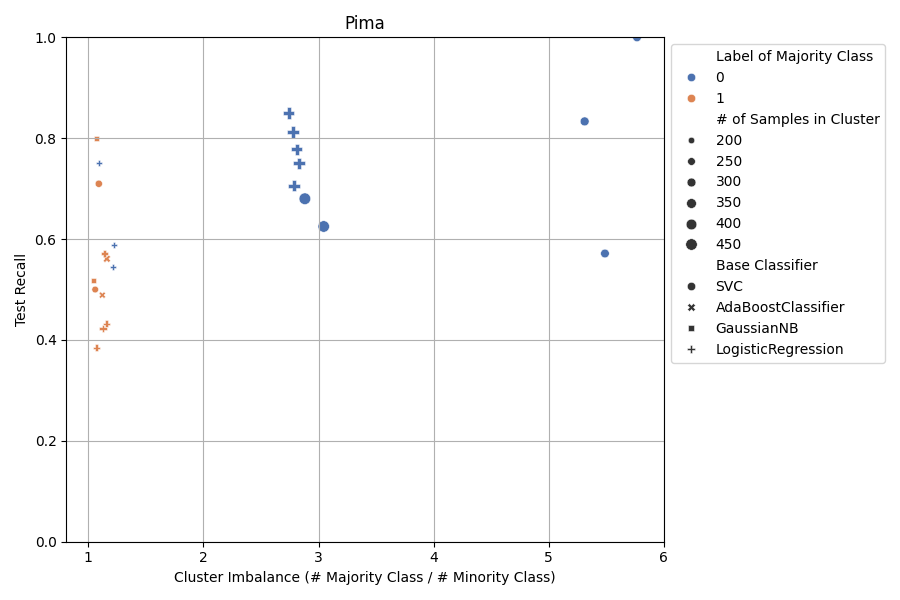 Pima
1.0
0.8
0.6
0.4
0.2
0.0
Test Recall
1 2 3 4 5 6
Cluster Imbalance (# Majority Class / # Minority Class)
Label of Majority Class
0
1
# of Samples in Cluster
200
250
300
350
400
450
Base Classifier
SVC
AdaBoostClassifier
GaussianNB
LogisticRegression